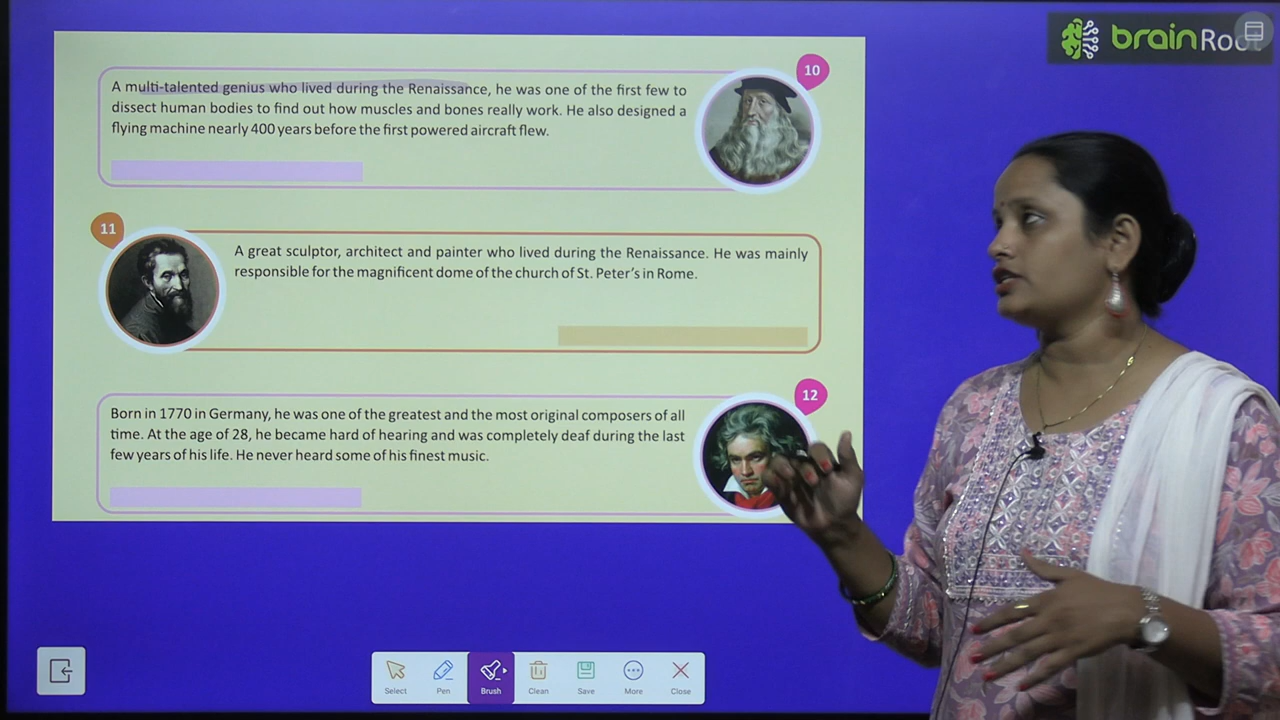 brainRoot
10
A multi-talented genius who lived during the Renaissance, he was one of the first few to
dissect human bodies to find out how muscles and bones really work. He also designed a
flying machine nearly 400 years before the first powered aircraft flew.
11
A great sculptor, architect and painter who lived during the Renaissance. He was mainly
responsible for the magnificent dome of the church of St. Peter's in Rome.
12
Born in 1770 in Germany, he was one of the greatest and the most original composers of all
time. At the age of 28, he became hard of hearing and was completely deaf during the last
few years of his life. He never heard some of his finest music.
Select Pen Brush Clean Save More Close